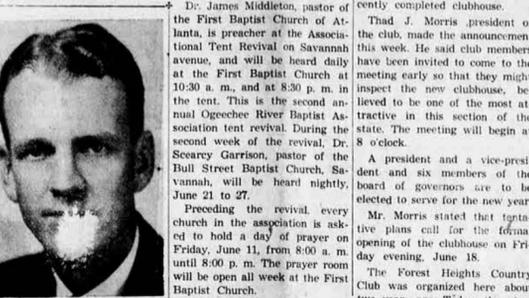 Dr. James Middleton, pastor of
the First Baptist Church of At-
lanta, is preacher at the Associa-
tional Tent Revival on Savannah
avenue, and will be heard daily
at the First Baptist Church at
10:30 a. m., and at 8:30 p. m. in
the tent. This is the second an-
nual Ogeechee River Baptist As-
sociation tent revival. During the
second week of the revival, Dr.
Scearcy Garrison, pastor of the
Bull Street Baptist Church, Sa-
vannah, will be heard nightly,
June 21 to 27.
Preceding the revival, every
church in the association is ask-
ed to hold a day of prayer on
Friday, June 11, from 8:00 a. m.
until 8:00 p. m. The prayer room
will be open all week at the First
Baptist Church.
cently completed clubhouse.
Thad J. Morris ,president o
the club, made the announcemen
this week. He said club member
have been invited to come to the
meeting early so that they migh
inspect the new clubhouse, be
lieved to be one of the most at
tractive in this section of the
state. The meeting will begin a
8 o'clock.
A president and a vice-presi
dent and six members of the
board of governors are to be
elected to serve for the new year
Mr. Morris stated that tenta
tive plans call for the forma
opening of the clubhouse on Fri
day evening, June 18.
The Forest Heights Country
Club was organized here abou